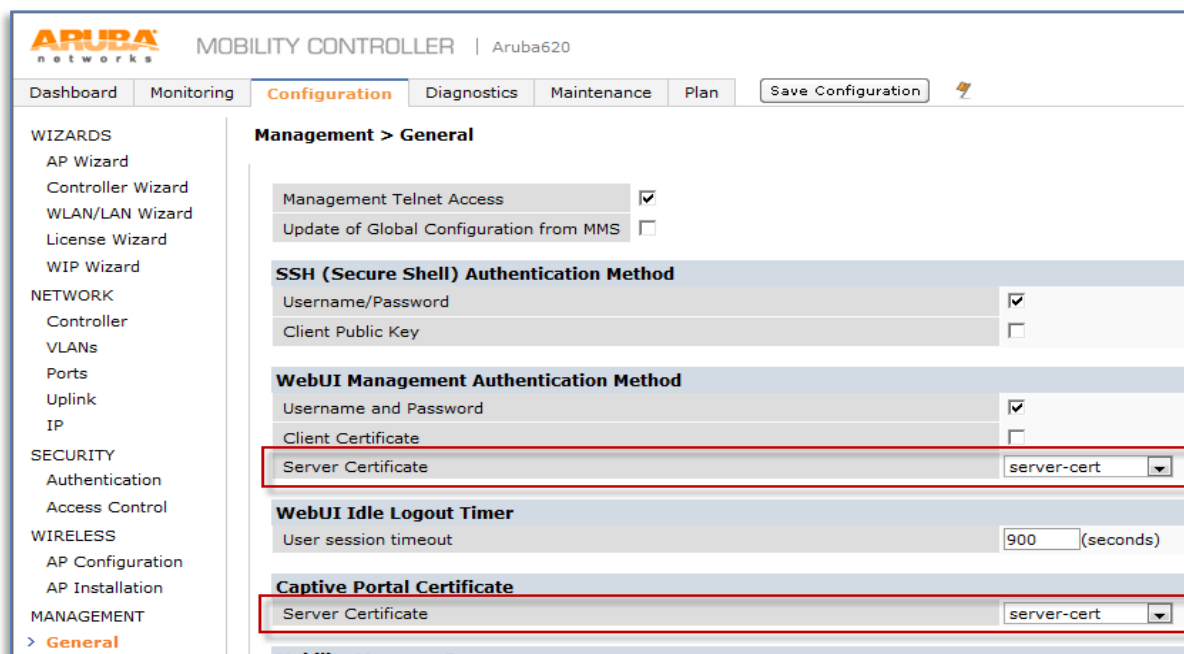 ARUBA
networks
MOBILITY CONTROLLER | Aruba620
Dashboard Monitoring Configuration Diagnostics Maintenance Plan Save Configuration
WIZARDS
AP Wizard
Controller Wizard
WLAN/LAN Wizard
License Wizard
WIP Wizard
NETWORK
Controller
VLANs
Ports
Uplink
IP
SECURITY
Authentication
Access Control
WIRELESS
AP Configuration
AP Installation
MANAGEMENT
> General
Management > General
Management Telnet Access
Update of Global Configuration from MMS
SSH (Secure Shell) Authentication Method
Username/Password
Client Public Key
WebUI Management Authentication Method
Username and Password
Client Certificate
Server Certificate server-cert
WebUI Idle Logout Timer
User session timeout 900 (seconds)
Captive Portal Certificate
Server Certificate server-cert